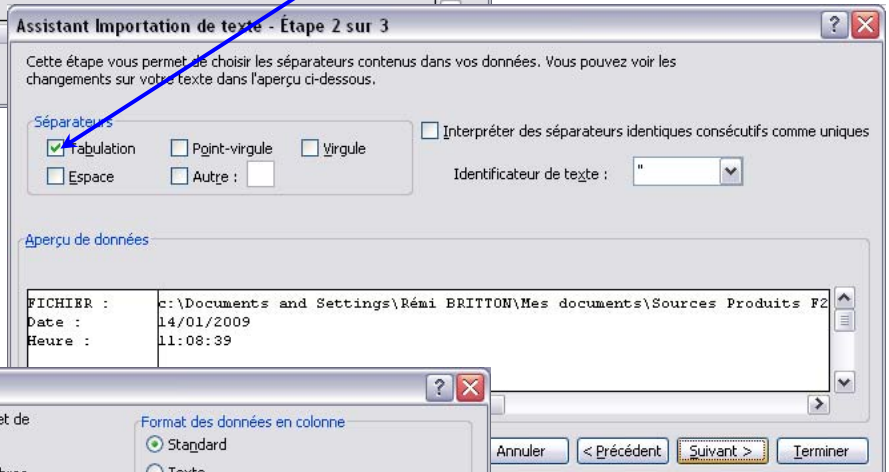 Assistant Importation de texte - Étape 2 sur 3
Cette étape vous permet de choisir les séparateurs contenus dans vos données. Vous pouvez voir les
changements sur votre texte dans l'aperçu ci-dessous.
Séparateurs
Tabulation Point-virgule Virgule
Espace Autre :
Interpréter des séparateurs identiques consécutifs comme uniques
Identificateur de texte : "
Aperçu de données
FICHIER : c:\Documents and Settings\Rémi BRITTON\Mes documents\Sources Produits F2
Date : 14/01/2009
Heure : 11:08:39
Annuler < Précédent Suivant > Terminer
et de
Format des données en colonne
Standard
Texte